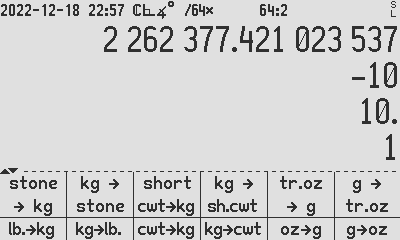 2022-12-18 22:57 ℂ∟∡° /64× 64:2 S L
2 262 377.421 023 537
-10
10.
1
stone → kg
kg → stone
short cwt→kg
kg → sh.cwt
tr.oz → g
g → tr.oz
lb.→kg kg→lb. cwt→kg kg→cwt oz→g g→oz